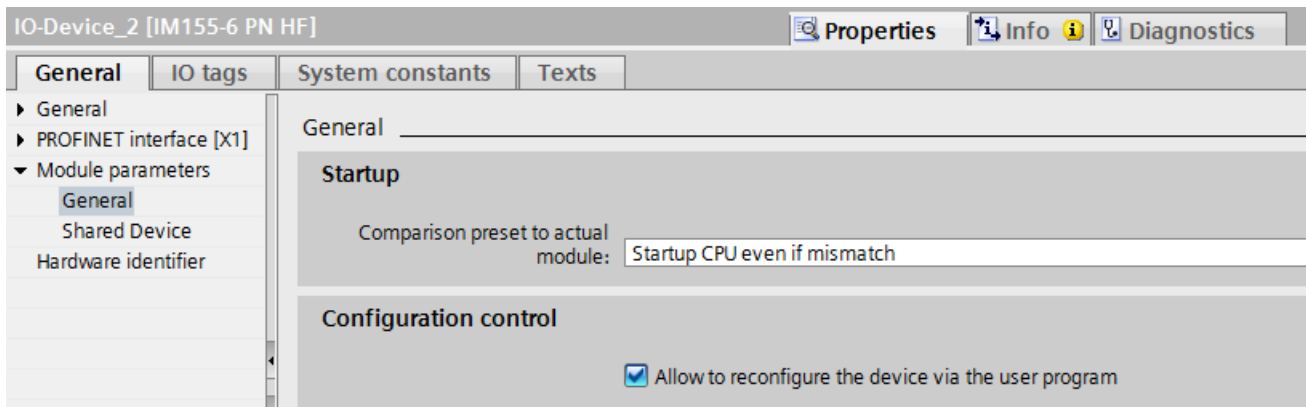 IO-Device_2 [IM155-6 PN HF]
Properties
Info
Diagnostics
General
IO tags
System constants
Texts
General
PROFINET interface [X1]
Module parameters
General
Shared Device
Hardware identifier
General
Startup
Comparison preset to actual
module:
Startup CPU even if mismatch
Configuration control
Allow to reconfigure the device via the user program